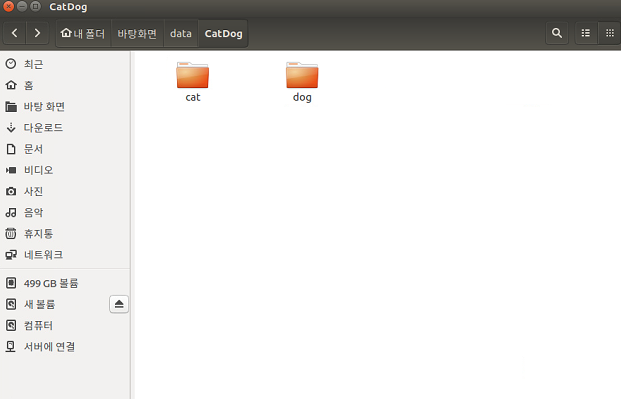 CatDog
내 폴더 바탕화면 data CatDog
최근
홈
바탕 화면
다운로드
문서
비디오
사진
음악
휴지통
네트워크
499 GB 볼륨
새 볼륨
컴퓨터
서버에 연결
cat dog